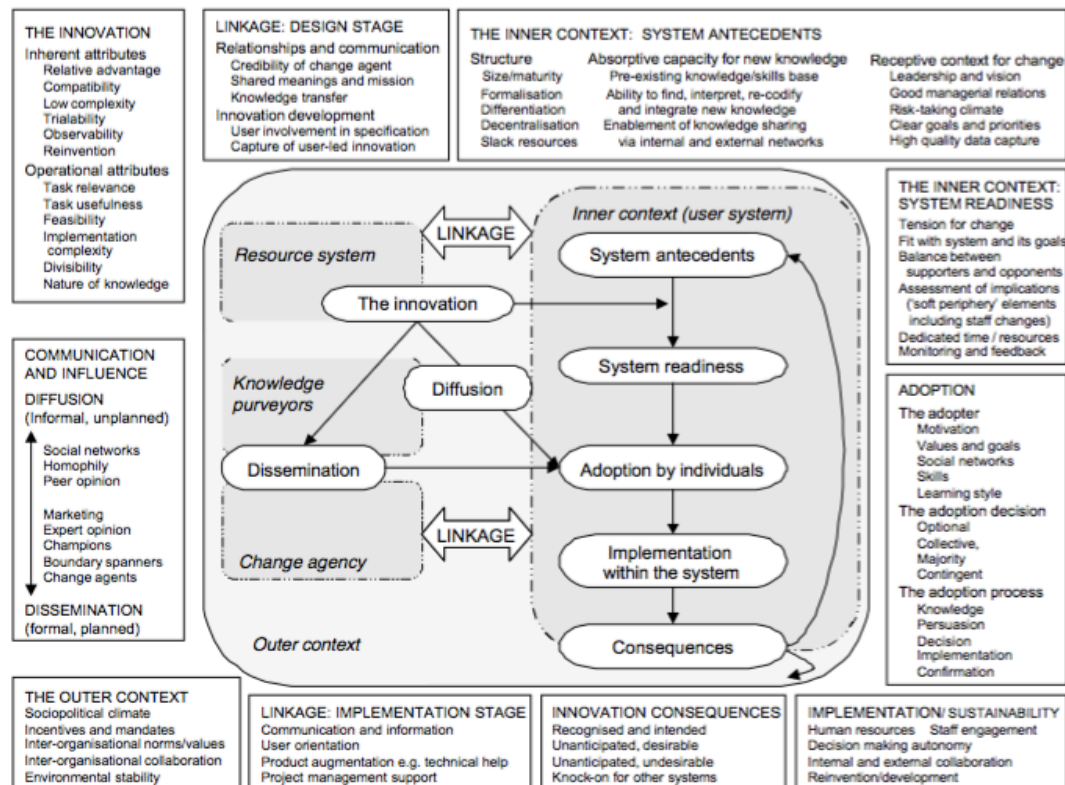 THE INNOVATION
Inherent attributes
Relative advantage
Compatibility
Low complexity
Trialability
Observability
Reinvention
Operational attributes
Task relevance
Task usefulness
Feasibility
Implementation
complexity
Divisibility
Nature of knowledge
LINKAGE: DESIGN STAGE
Relationships and communication
Credibility of change agent
Shared meanings and mission
Knowledge transfer
Innovation development
User involvement in specification
Capture of user-led innovation
THE INNER CONTEXT: SYSTEM ANTECEDENTS
Structure
Size/maturity
Formalisation
Differentiation
Decentralisation
Slack resources
Absorptive capacity for new knowledge
Pre-existing knowledge/skills base
Ability to find, interpret, re-codify
and integrate new knowledge
Enablement of knowledge sharing
via internal and external networks
Receptive context for change
Leadership and vision
Good managerial relations
Risk-taking climate
Clear goals and priorities
High quality data capture
COMMUNICATION
AND INFLUENCE
DIFFUSION
(Informal, unplanned)
Social networks
Homophily
Peer opinion
Marketing
Expert opinion
Champions
Boundary spanners
Change agents
DISSEMINATION
(formal, planned)
Resource system
LINKAGE
Inner context (user system)
System antecedents
The innovation
Knowledge
purveyors
Diffusion
System readiness
Dissemination
Adoption by individuals
Change agency
LINKAGE
Implementation
within the system
Outer context
Consequences
THE INNER CONTEXT:
SYSTEM READINESS
Tension for change
Fit with system and its goals
Balance between
supporters and opponents
Assessment of implications
('soft periphery' elements
including staff changes)
Dedicated time / resources
Monitoring and feedback
ADOPTION
The adopter
Motivation
Values and goals
Social networks
Skills
Learning style
The adoption decision
Optional
Collective,
Majority
Contingent
The adoption process
Knowledge
Persuasion
Decision
Implementation
Confirmation
THE OUTER CONTEXT
Sociopolitical climate
Incentives and mandates
Inter-organisational norms/values
Inter-organisational collaboration
Environmental stability
LINKAGE: IMPLEMENTATION STAGE
Communication and information
User orientation
Product augmentation e.g. technical help
Project management support
INNOVATION CONSEQUENCES
Recognised and intended
Unanticipated, desirable
Unanticipated, undesirable
Knock-on for other systems
IMPLEMENTATION/ SUSTAINABILITY
Human resources Staff engagement
Decision making autonomy
Internal and external collaboration
Reinvention/development